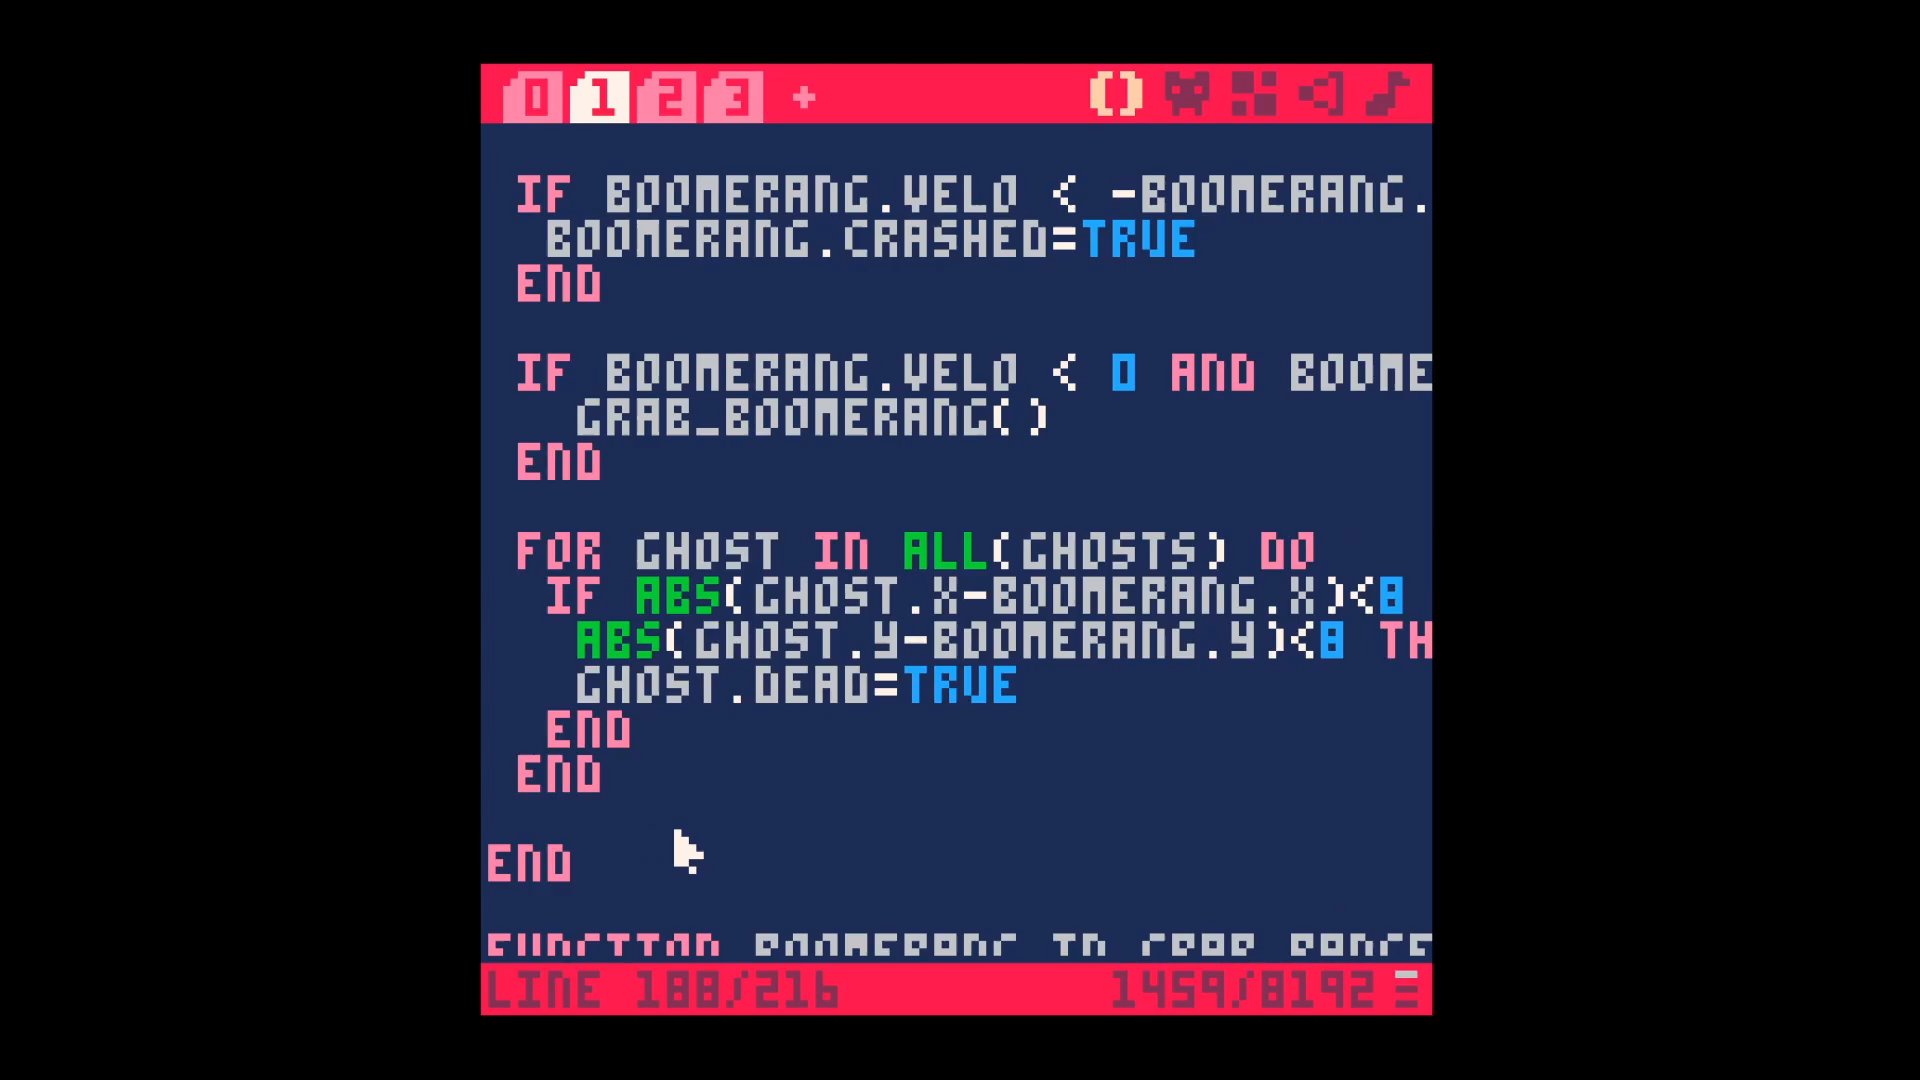 0 1 2 3 +
IF BOOMERANG.VELO < -BOOMERANG.
BOOMERANG.CRASHED=TRUE
END
IF BOOMERANG.VELO < 0 AND BOOME
GRAB_BOOMERANG()
END
FOR GHOST IN ALL(GHOSTS) DO
IF ABS(GHOST.X-BOOMERANG.X)<8
ABS(GHOST.Y-BOOMERANG.Y)<8 TH
GHOST.DEAD=TRUE
END
END
END
FUNCTION BOOMERANG_IN_GRAB_RANGE
LINE 188/216 1459/8192